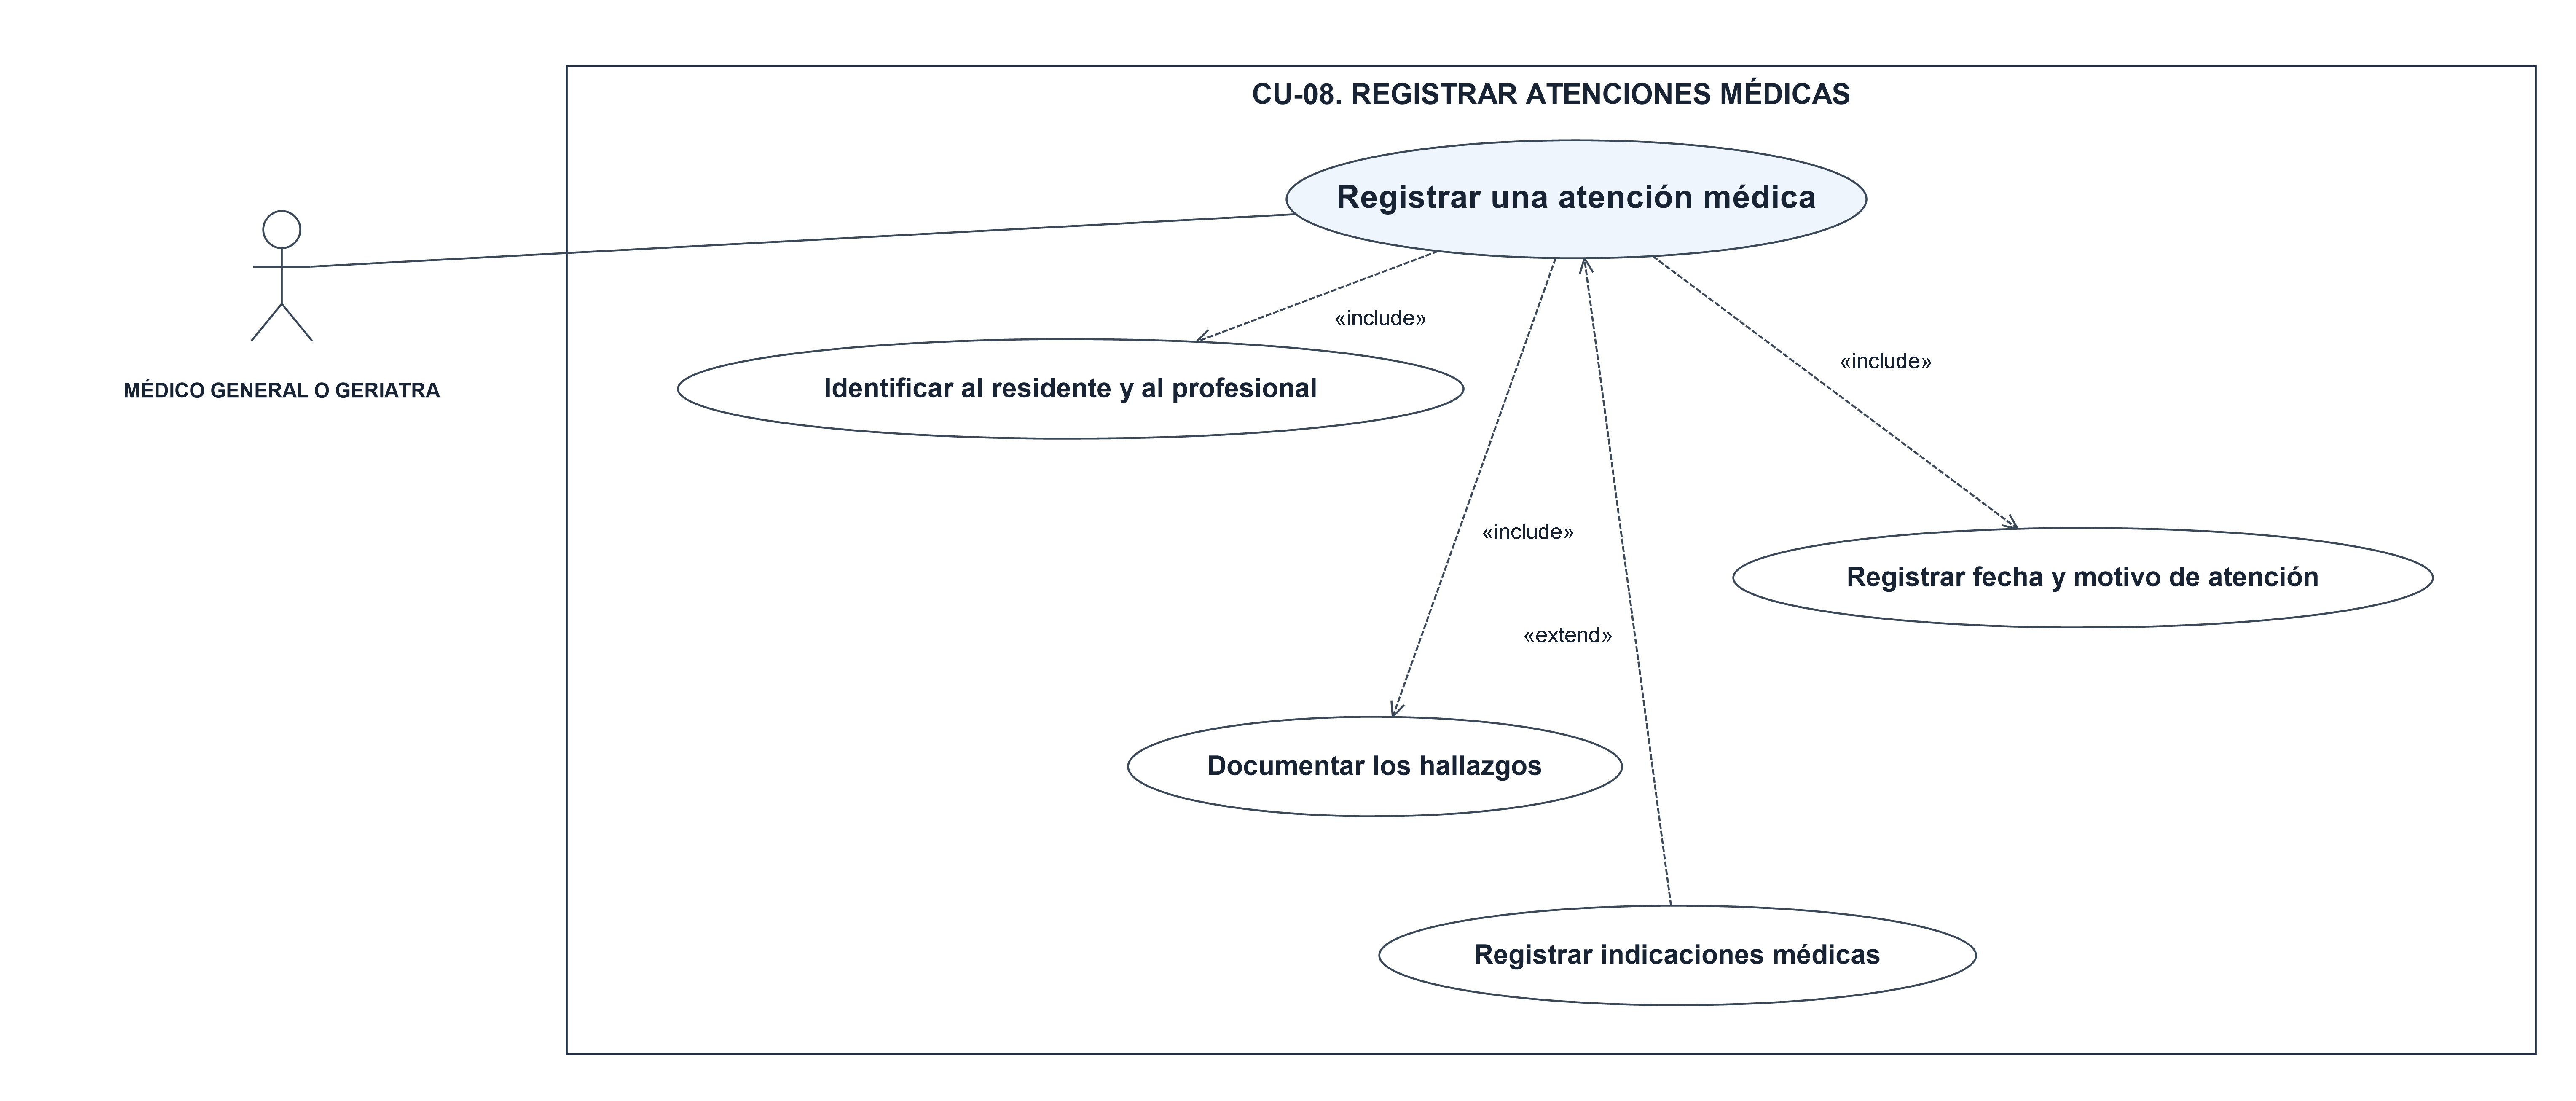 CU-08. REGISTRAR ATENCIONES MÉDICAS
Registrar una atención médica
MÉDICO GENERAL O GERIATRA
«include»
Identificar al residente y al profesional
«include»
«include»
Registrar fecha y motivo de atención
«extend»
Documentar los hallazgos
Registrar indicaciones médicas